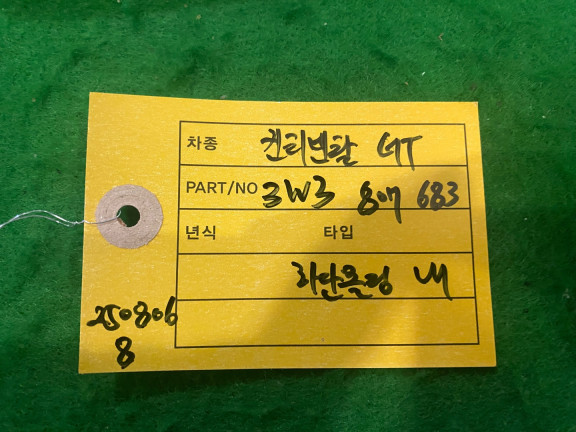 차종 컨티넨탈 GT
PART/NO 3W3 807 683
년식 타입
하단몰딩 내
250806
8